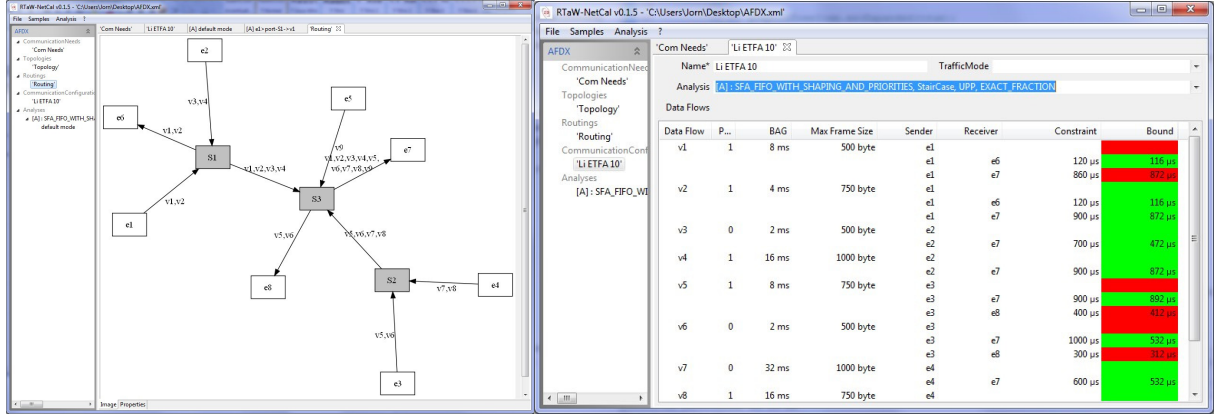 RTaW-NetCal v0.1.5 - 'C:\Users\Jorn\Desktop\AFDX.xml'
File Samples Analysis ?
AFDX
CommunicationNeeds
'Com Needs'
Topologies
'Topology'
Routings
'Routing'
CommunicationConfiguratio
'Li ETFA 10'
Analyses
[A] : SFA_FIFO_WITH_SHA
default mode
'Com Needs' 'Li ETFA 10' [A] default mode [A] e1>port-S1->v1 'Routing'
e2
v3,v4
e5
e6
v1,v2
v9
v1,v2,v3,v4,v5,
v6,v7,v8,v9
e7
S1
v1,v2,v3,v4
S3
v1,v2
e1
v5,v6
v5,v6,v7,v8
e8
S2
v7,v8
e4
v5,v6
e3
Image Properties
RTaW-NetCal v0.1.5 - 'C:\Users\Jorn\Desktop\AFDX.xml'
File Samples Analysis ?
AFDX
CommunicationNeed
'Com Needs'
Topologies
'Topology'
Routings
'Routing'
CommunicationConf
'Li ETFA 10'
Analyses
[A] : SFA_FIFO_WI
'Com Needs' 'Li ETFA 10'
Name* Li ETFA 10 TrafficMode
Analysis [A] : SFA_FIFO_WITH_SHAPING_AND_PRIORITIES, StairCase, UPP, EXACT_FRACTION
Data Flows
Data Flow P... BAG Max Frame Size Sender Receiver Constraint Bound
v1 1 8 ms 500 byte e1
e1 e6 120 µs 116 µs
e1 e7 860 µs 872 µs
v2 1 4 ms 750 byte e1
e1 e6 120 µs 116 µs
e1 e7 900 µs 872 µs
v3 0 2 ms 500 byte e2
e2 e7 700 µs 472 µs
v4 1 16 ms 1000 byte e2
e2 e7 900 µs 872 µs
v5 1 8 ms 750 byte e3
e3 e7 900 µs 892 µs
e3 e8 400 µs 412 µs
v6 0 2 ms 500 byte e3
e3 e7 1000 µs 532 µs
e3 e8 300 µs 312 µs
v7 0 32 ms 1000 byte e4
e4 e7 600 µs 532 µs
v8 1 16 ms 750 byte e4